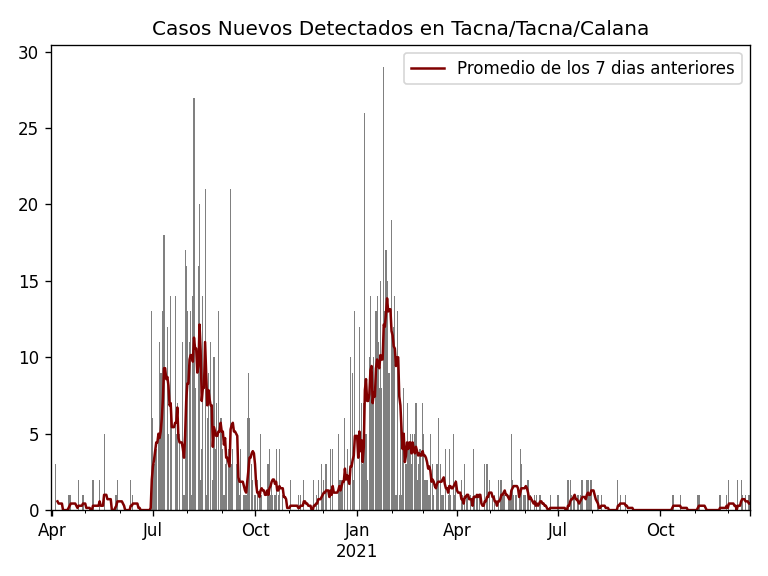 Casos Nuevos Detectados en Tacna/Tacna/Calana
Promedio de los 7 dias anteriores
30
25
20
15
10
5
0
Apr Jul Oct Jan Apr Jul Oct
2021